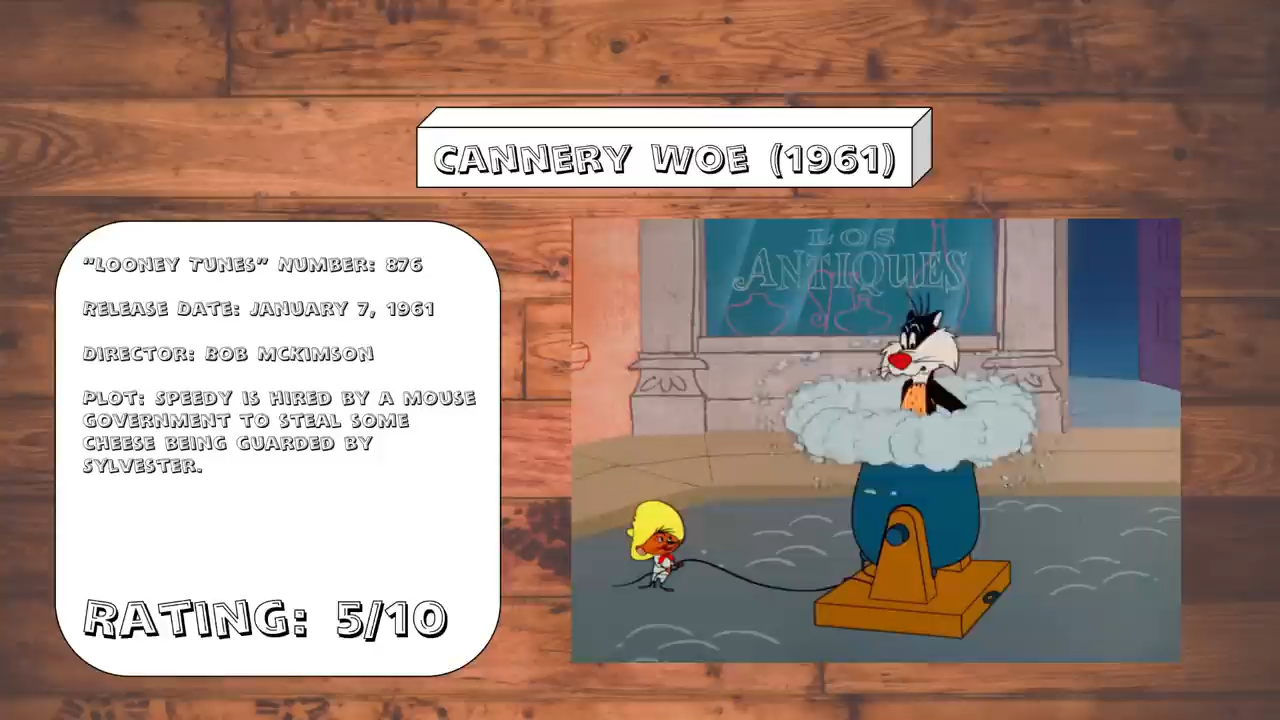 CANNERY WOE (1961)
"LOONEY TUNES" NUMBER: 876
RELEASE DATE: JANUARY 7, 1961
DIRECTOR: BOB MCKIMSON
PLOT: SPEEDY IS HIRED BY A MOUSE
GOVERNMENT TO STEAL SOME
CHEESE BEING GUARDED BY
SYLVESTER.
RATING: 5/10
LOS
ANTIQUES